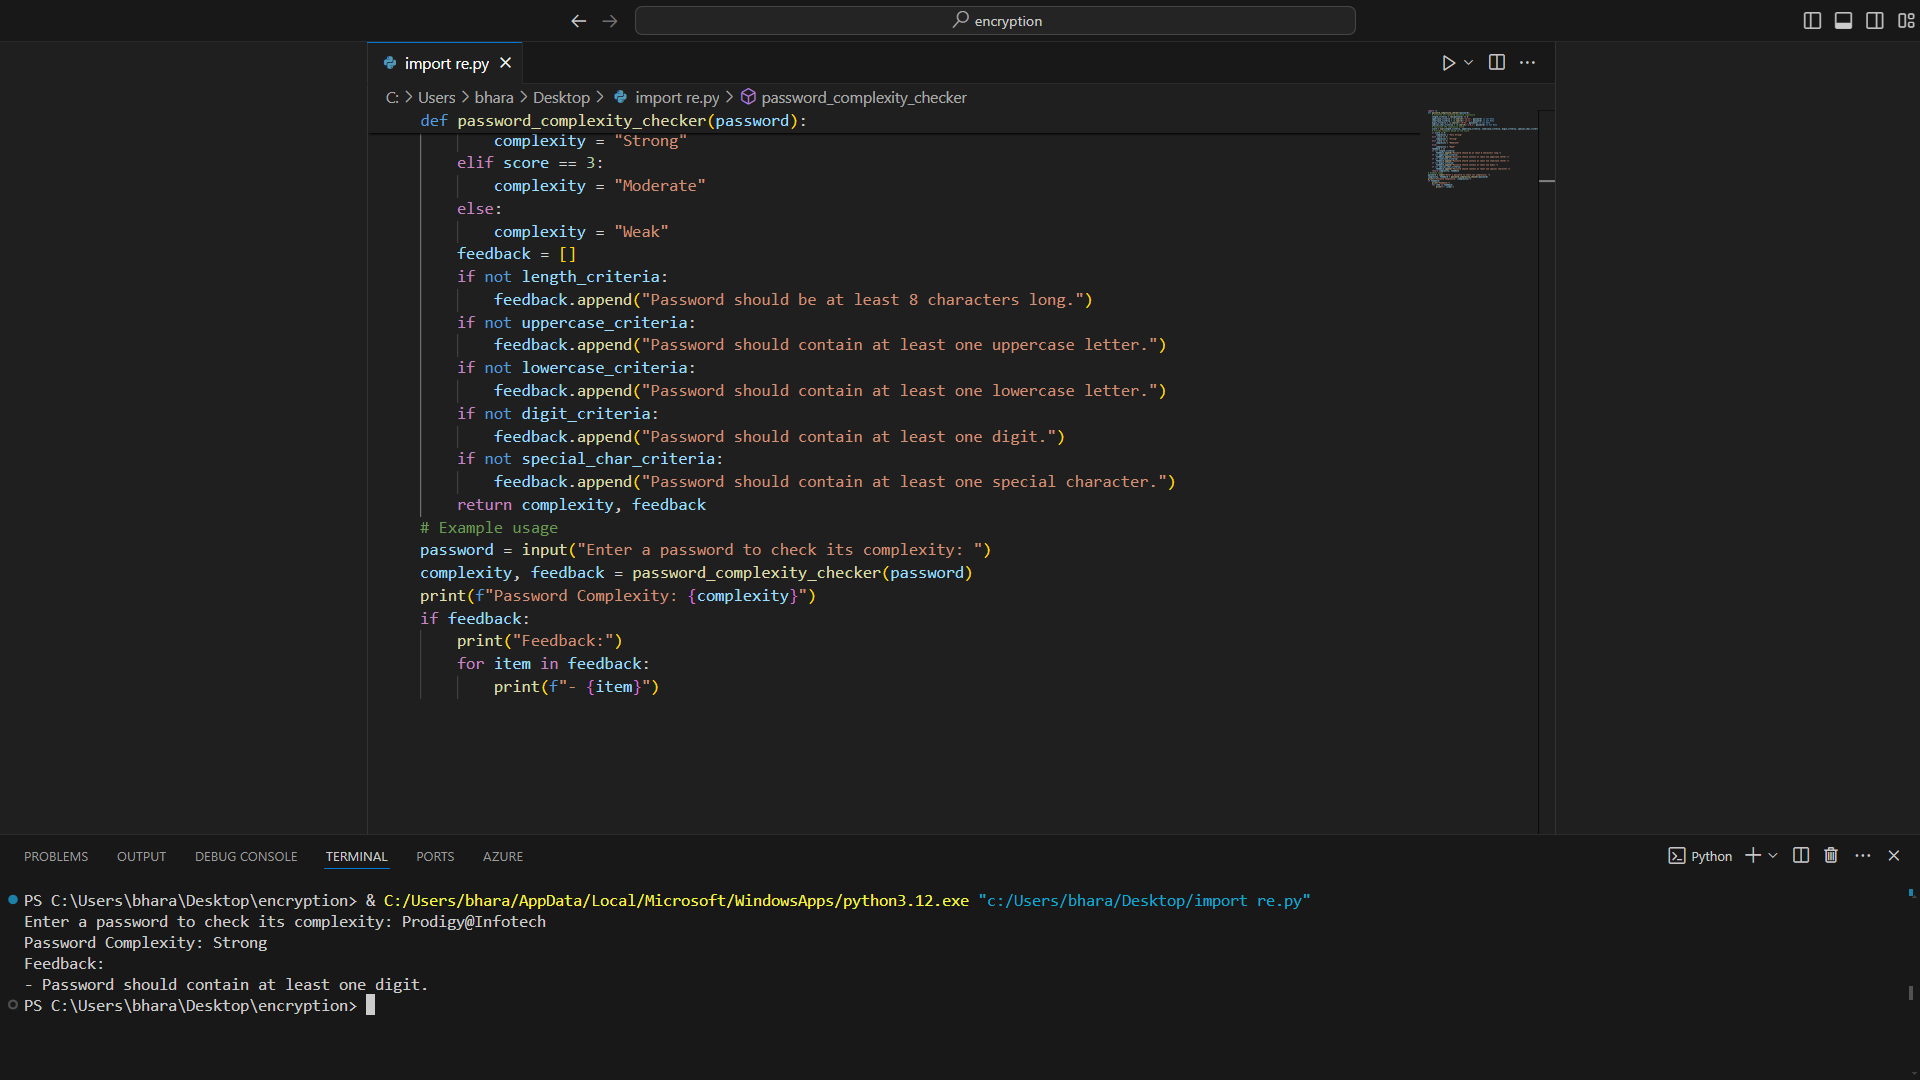 encryption
import re.py
C: > Users > bhara > Desktop > import re.py > password_complexity_checker
def password_complexity_checker(password):
        complexity = "Strong"
    elif score == 3:
        complexity = "Moderate"
    else:
        complexity = "Weak"
    feedback = []
    if not length_criteria:
        feedback.append("Password should be at least 8 characters long.")
    if not uppercase_criteria:
        feedback.append("Password should contain at least one uppercase letter.")
    if not lowercase_criteria:
        feedback.append("Password should contain at least one lowercase letter.")
    if not digit_criteria:
        feedback.append("Password should contain at least one digit.")
    if not special_char_criteria:
        feedback.append("Password should contain at least one special character.")
    return complexity, feedback
# Example usage
password = input("Enter a password to check its complexity: ")
complexity, feedback = password_complexity_checker(password)
print(f"Password Complexity: {complexity}")
if feedback:
    print("Feedback:")
    for item in feedback:
        print(f"- {item}")
PROBLEMS OUTPUT DEBUG CONSOLE TERMINAL PORTS AZURE Python
PS C:\Users\bhara\Desktop\encryption> & C:/Users/bhara/AppData/Local/Microsoft/WindowsApps/python3.12.exe "c:/Users/bhara/Desktop/import re.py"
Enter a password to check its complexity: Prodigy@Infotech
Password Complexity: Strong
Feedback:
- Password should contain at least one digit.
PS C:\Users\bhara\Desktop\encryption>